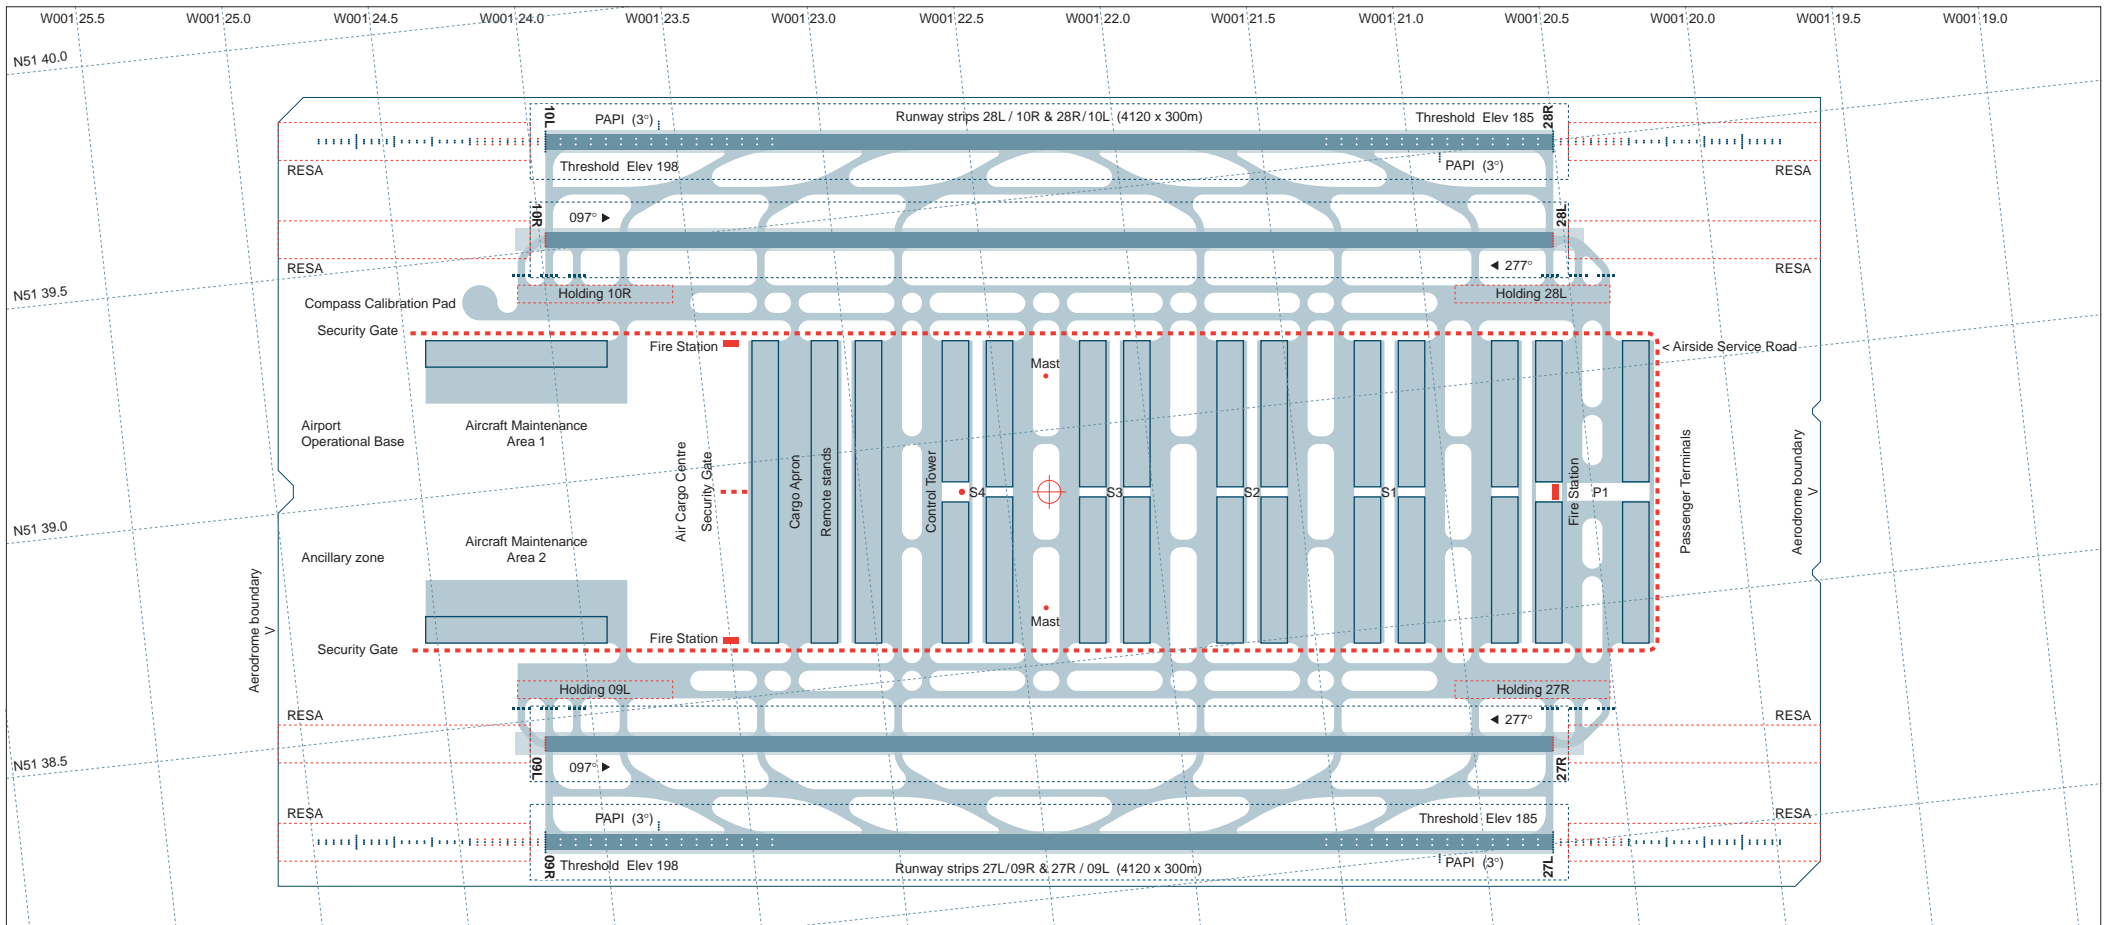 W001 25.5
W001 25.0
W001 24.5
W001 24.0
W001 23.5
W001 23.0
W001 22.5
W001 22.0
W001 21.5
W001 21.0
W001 20.5
W001 20.0
W001 19.5
W001 19.0
N51 40.0
10L
PAPI (3°)
Runway strips 28L / 10R & 28R / 10L (4120 x 300m)
Threshold Elev 185
28R
RESA
Threshold Elev 198
PAPI (3°)
RESA
10R
097°
28L
277°
RESA
RESA
Holding 10R
Holding 28L
N51 39.5
Compass Calibration Pad
Security Gate
Fire Station
< Airside Service Road
Mast
Airport
Operational Base
Aircraft Maintenance
Area 1
Air Cargo Centre
Security Gate
Cargo Apron
Remote stands
Control Tower
S4
S3
S2
S1
Fire Station
P1
Passenger Terminals
Aerodrome boundary
V
N51 39.0
Ancillary zone
Aircraft Maintenance
Area 2
Aerodrome boundary
V
Mast
Fire Station
Security Gate
Holding 09L
Holding 27R
RESA
277°
RESA
N51 38.5
09L
097°
27R
RESA
PAPI (3°)
Threshold Elev 185
RESA
09R
Threshold Elev 198
Runway strips 27L/09R & 27R / 09L (4120 x 300m)
PAPI (3°)
27L